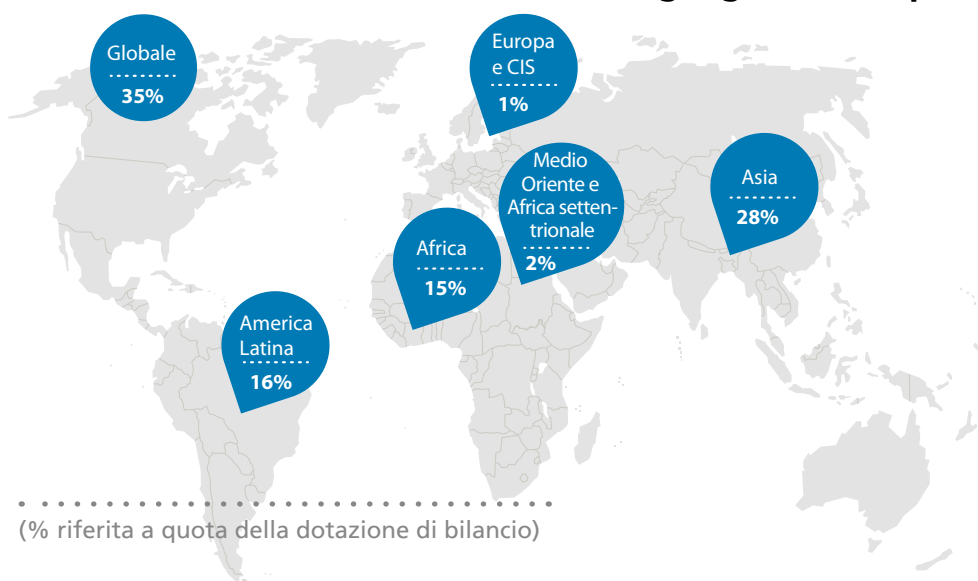 Globale
35%
Europa
e CIS
1%
Medio
Oriente e
Africa setten-
trionale
2%
Asia
28%
Africa
15%
America
Latina
16%
(% riferita a quota della dotazione di bilancio)